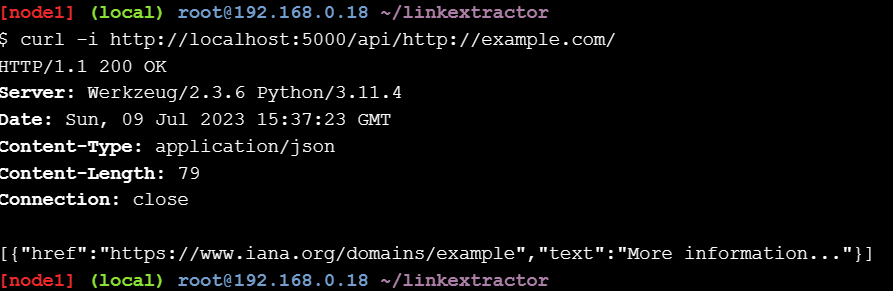 [node1] (local) root@192.168.0.18 ~/linkextractor
$ curl -i http://localhost:5000/api/http://example.com/
HTTP/1.1 200 OK
Server: Werkzeug/2.3.6 Python/3.11.4
Date: Sun, 09 Jul 2023 15:37:23 GMT
Content-Type: application/json
Content-Length: 79
Connection: close

[{"href":"https://www.iana.org/domains/example","text":"More information..."}]
[node1] (local) root@192.168.0.18 ~/linkextractor